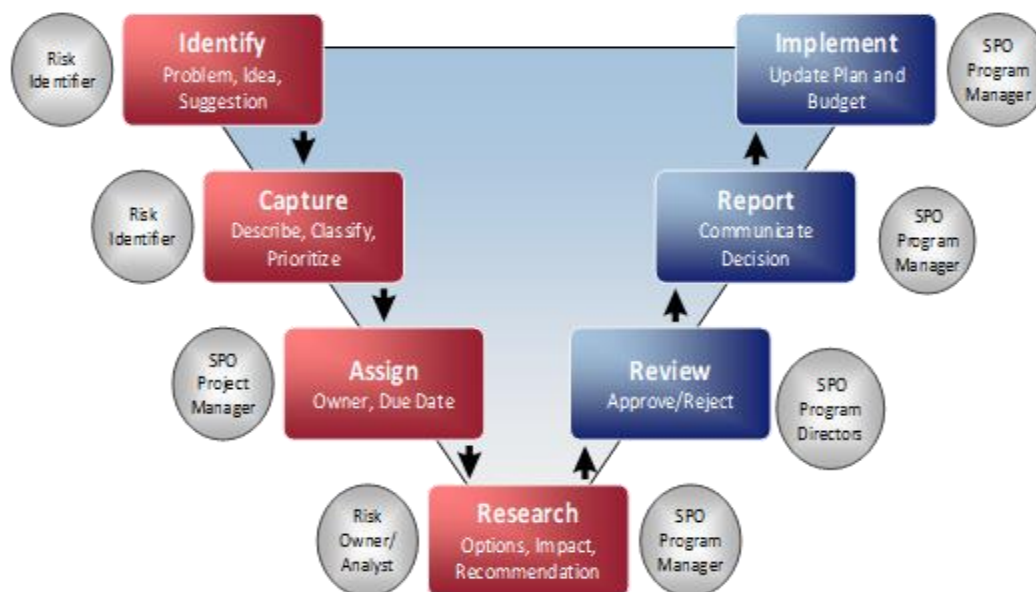 Risk
Identifier
Identify
Problem, Idea,
Suggestion
Implement
Update Plan and
Budget
SPO
Program
Manager
Risk
Identifier
Capture
Describe, Classify,
Prioritize
Report
Communicate
Decision
SPO
Program
Manager
SPO
Project
Manager
Assign
Owner, Due Date
Review
Approve/Reject
SPO
Program
Directors
Risk
Owner/
Analyst
Research
Options, Impact,
Recommendation
SPO
Program
Manager